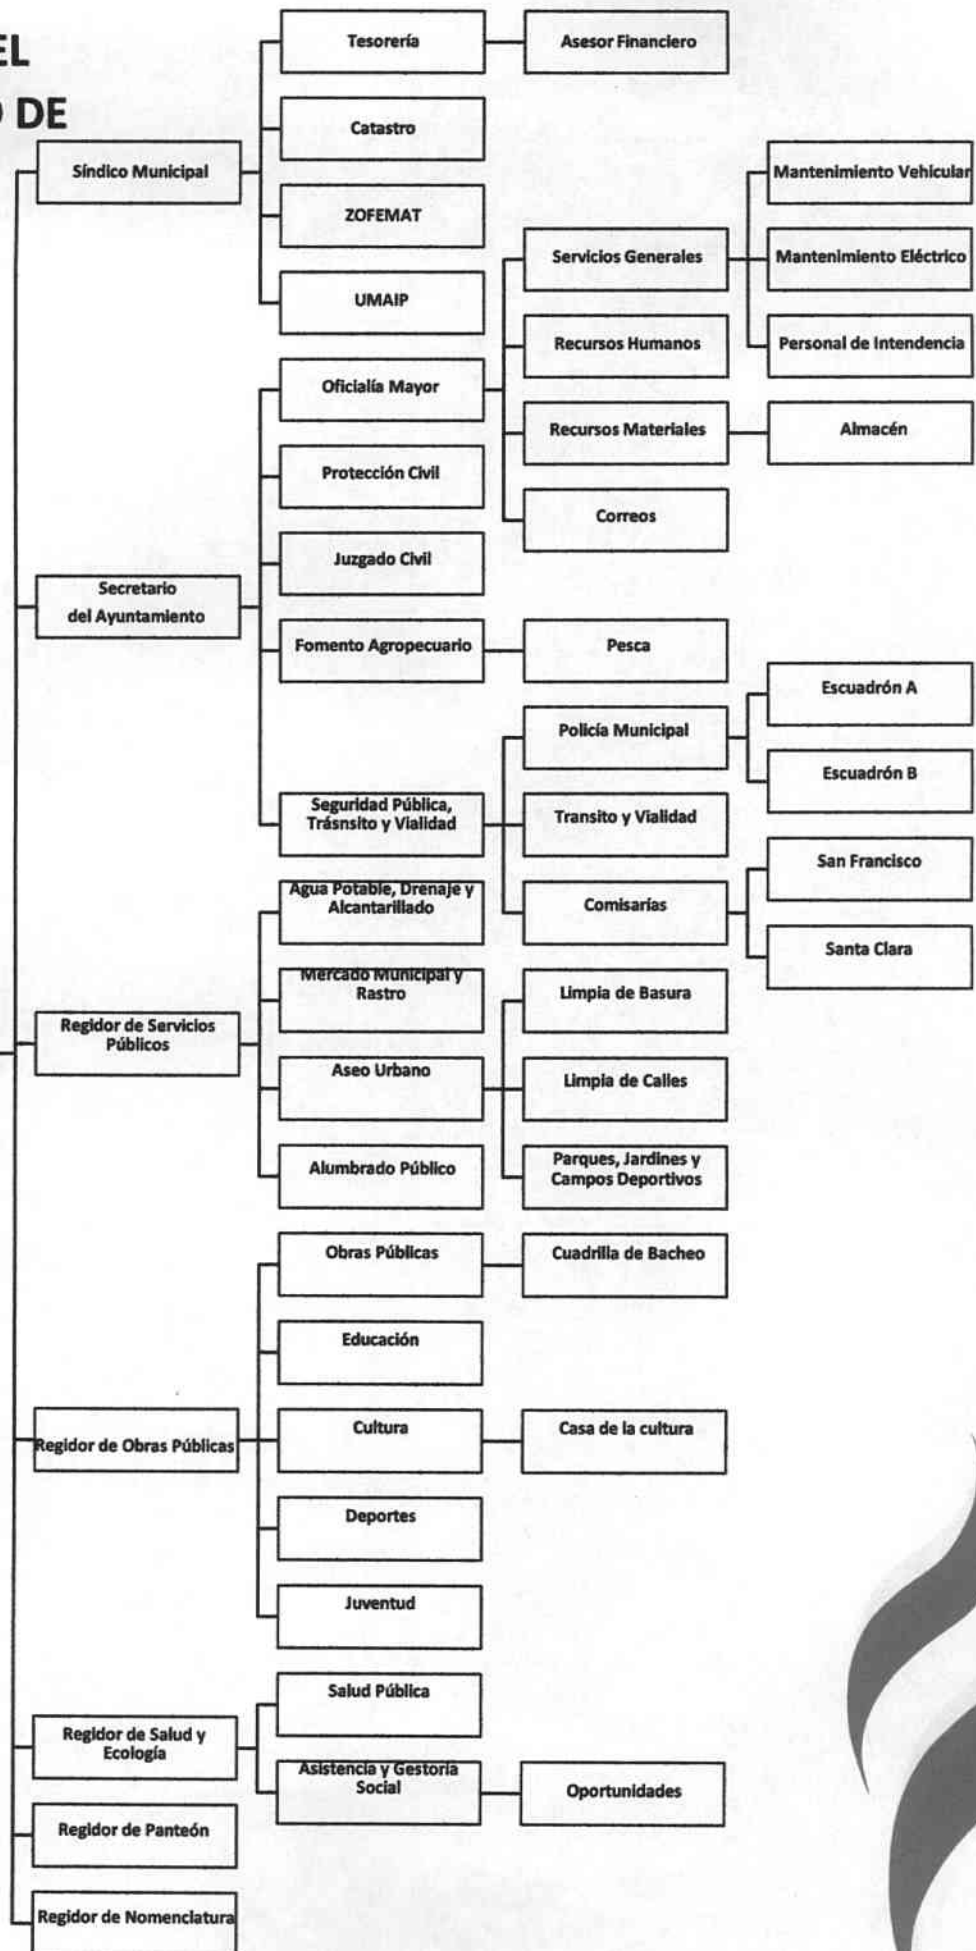 EL
DE
Síndico Municipal
Tesorería
Asesor Financiero
Catastro
ZOFEMAT
UMAIP
Secretario
del Ayuntamiento
Oficialía Mayor
Servicios Generales
Mantenimiento Vehicular
Mantenimiento Eléctrico
Personal de Intendencia
Recursos Humanos
Recursos Materiales
Almacén
Correos
Protección Civil
Juzgado Civil
Fomento Agropecuario
Pesca
Seguridad Pública,
Trásnsito y Vialidad
Policía Municipal
Escuadrón A
Escuadrón B
Transito y Vialidad
Comisarías
San Francisco
Santa Clara
Regidor de Servicios
Públicos
Agua Potable, Drenaje y
Alcantarillado
Mercado Municipal y
Rastro
Aseo Urbano
Limpia de Basura
Limpia de Calles
Parques, Jardines y
Campos Deportivos
Alumbrado Público
Regidor de Obras Públicas
Obras Públicas
Cuadrilla de Bacheo
Educación
Cultura
Casa de la cultura
Deportes
Juventud
Regidor de Salud y
Ecología
Salud Pública
Asistencia y Gestoria
Social
Oportunidades
Regidor de Panteón
Regidor de Nomenclatura